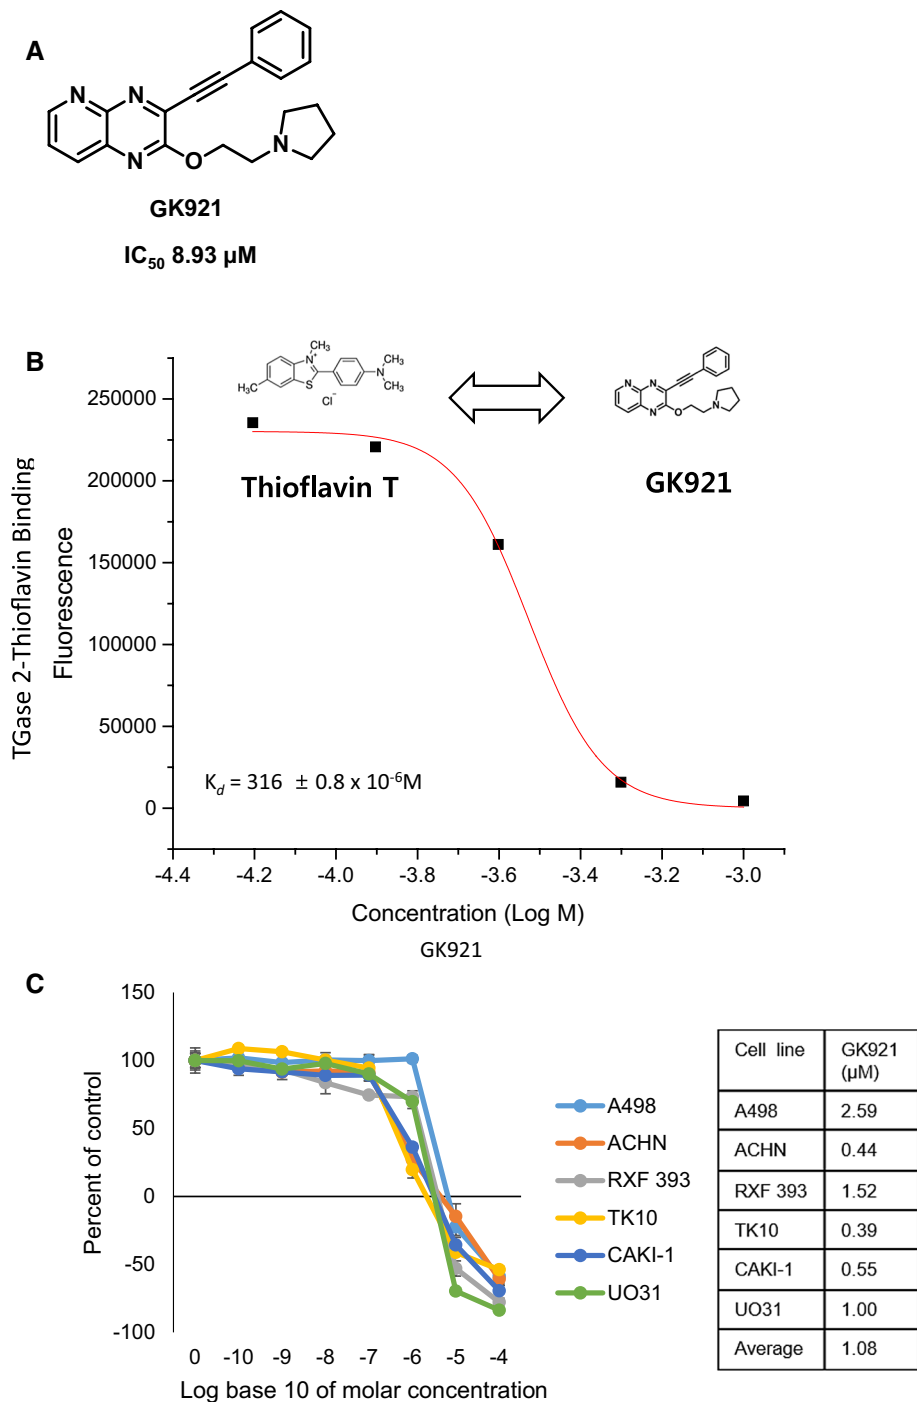 A
N
N
N
O
N
GK921
IC50 8.93 µM
B
TGase 2-Thioflavin Binding
Fluorescence
250000
200000
150000
100000
50000
0
CH3
N+
S
H3C
Cl-
N
CH3
CH3
N
N
N
O
N
Thioflavin T
GK921
Kd = 316 ± 0.8 x 10-6M
-4.4 -4.2 -4.0 -3.8 -3.6 -3.4 -3.2 -3.0
Concentration (Log M)
GK921
C
Percent of control
150
100
50
0
-50
-100
0 -10 -9 -8 -7 -6 -5 -4
Log base 10 of molar concentration
A498
ACHN
RXF 393
TK10
CAKI-1
UO31
Cell line GK921
(µM)
A498 2.59
ACHN 0.44
RXF 393 1.52
TK10 0.39
CAKI-1 0.55
UO31 1.00
Average 1.08